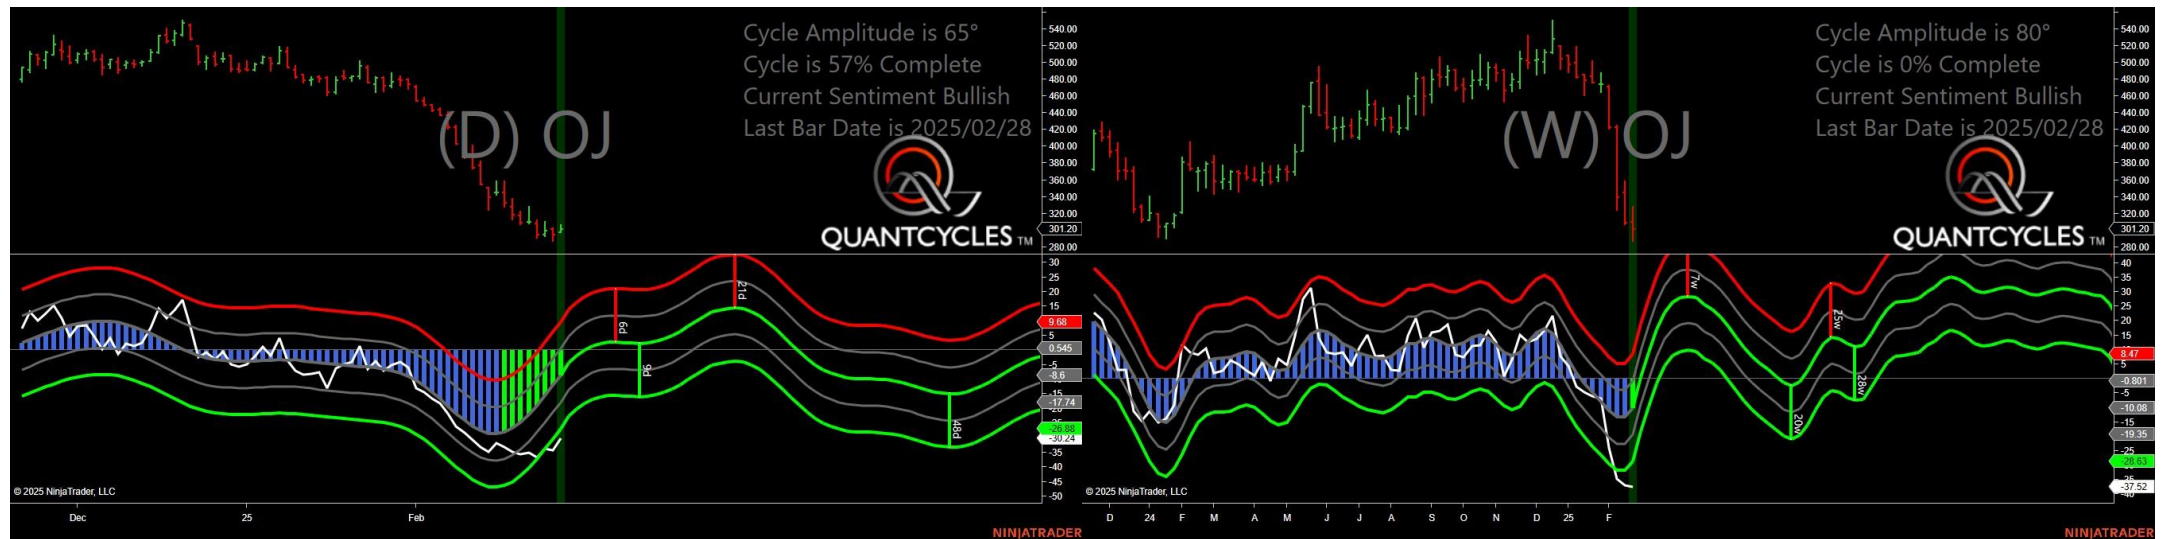 Cycle Amplitude is 65°
Cycle is 57% Complete
Current Sentiment Bullish
Last Bar Date is 2025/02/28
(D) OJ
QUANTCYCLES TM
540.00
520.00
500.00
480.00
460.00
440.00
420.00
400.00
380.00
360.00
340.00
320.00
301.20
280.00
6d
9d
21d
48d
30
25
20
15
9.68
5
0.545
-8.6
-15
-17.74
-26.88
-30.24
-35
-40
-45
-50
© 2025 NinjaTrader, LLC
Dec 25 Feb
NINJATRADER
Cycle Amplitude is 80°
Cycle is 0% Complete
Current Sentiment Bullish
Last Bar Date is 2025/02/28
(W) OJ
QUANTCYCLES TM
540.00
520.00
500.00
480.00
460.00
440.00
420.00
400.00
380.00
360.00
340.00
320.00
301.20
280.00
7w
20w
25w
28w
40
35
30
25
20
15
8.47
5
-0.801
-5
-10.08
-15
-19.35
-25
-28.63
-37.52
© 2025 NinjaTrader, LLC
D 24 F M A M J J A S O N D 25 F
NINJATRADER